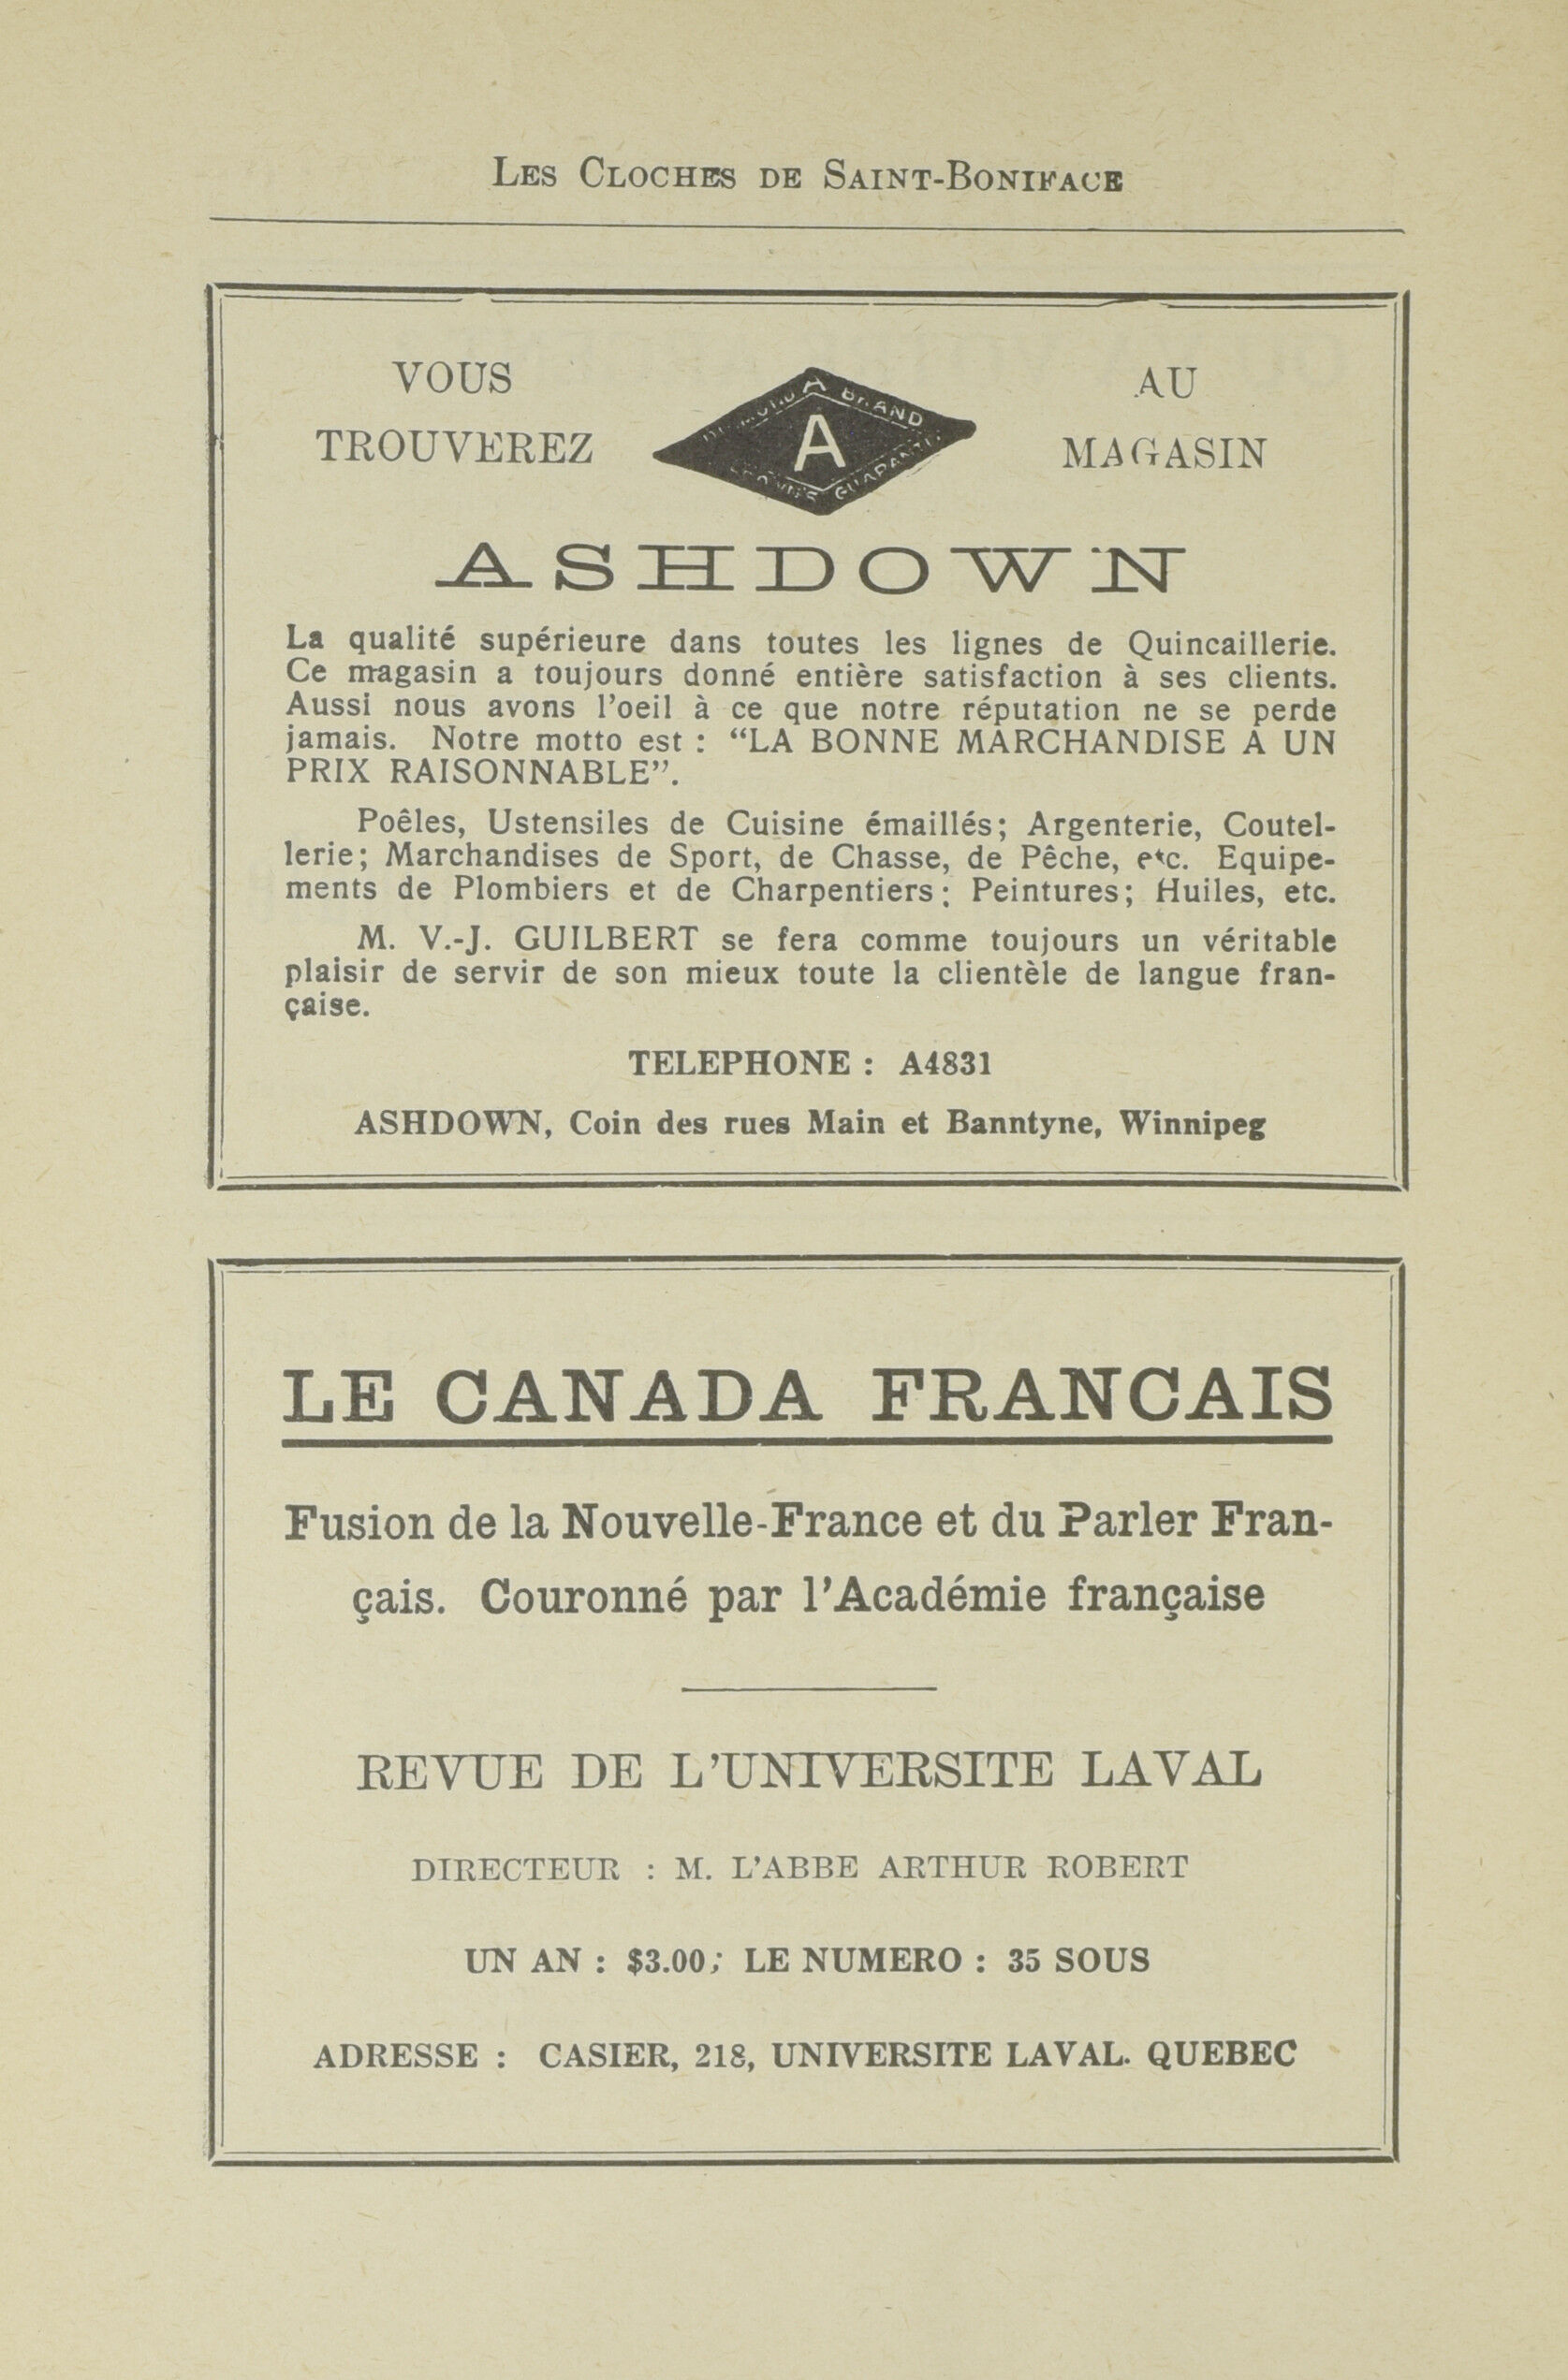 LES CLOCHES DE SAINT-BONIFACE
VOUS
TROUVEREZ
A BRAND
A
AU
MAGASIN
ASHDOWN
La qualité supérieure dans toutes les lignes de Quincaillerie.
Ce magasin a toujours donné entière satisfaction à ses clients.
Aussi nous avons l'oeil à ce que notre réputation ne se perde
jamais. Notre motto est : “LA BONNE MARCHANDISE A UN
PRIX RAISONNABLE”.
Poêles, Ustensiles de Cuisine émaillés; Argenterie, Coutel-
lerie; Marchandises de Sport, de Chasse, de Pêche, etc. Equipe-
ments de Plombiers et de Charpentiers; Peintures; Huiles, etc.
M. V.-J. GUILBERT se fera comme toujours un véritable
plaisir de servir de son mieux toute la clientèle de langue fran-
çaise.
TELEPHONE : A4831
ASHDOWN, Coin des rues Main et Banntyne, Winnipeg
LE CANADA FRANCAIS
Fusion de la Nouvelle-France et du Parler Fran-
çais. Couronné par l'Académie française
REVUE DE L'UNIVERSITE LAVAL
DIRECTEUR : M. L'ABBE ARTHUR ROBERT
UN AN : $3.00; LE NUMERO : 35 SOUS
ADRESSE : CASIER, 218, UNIVERSITE LAVAL. QUEBEC